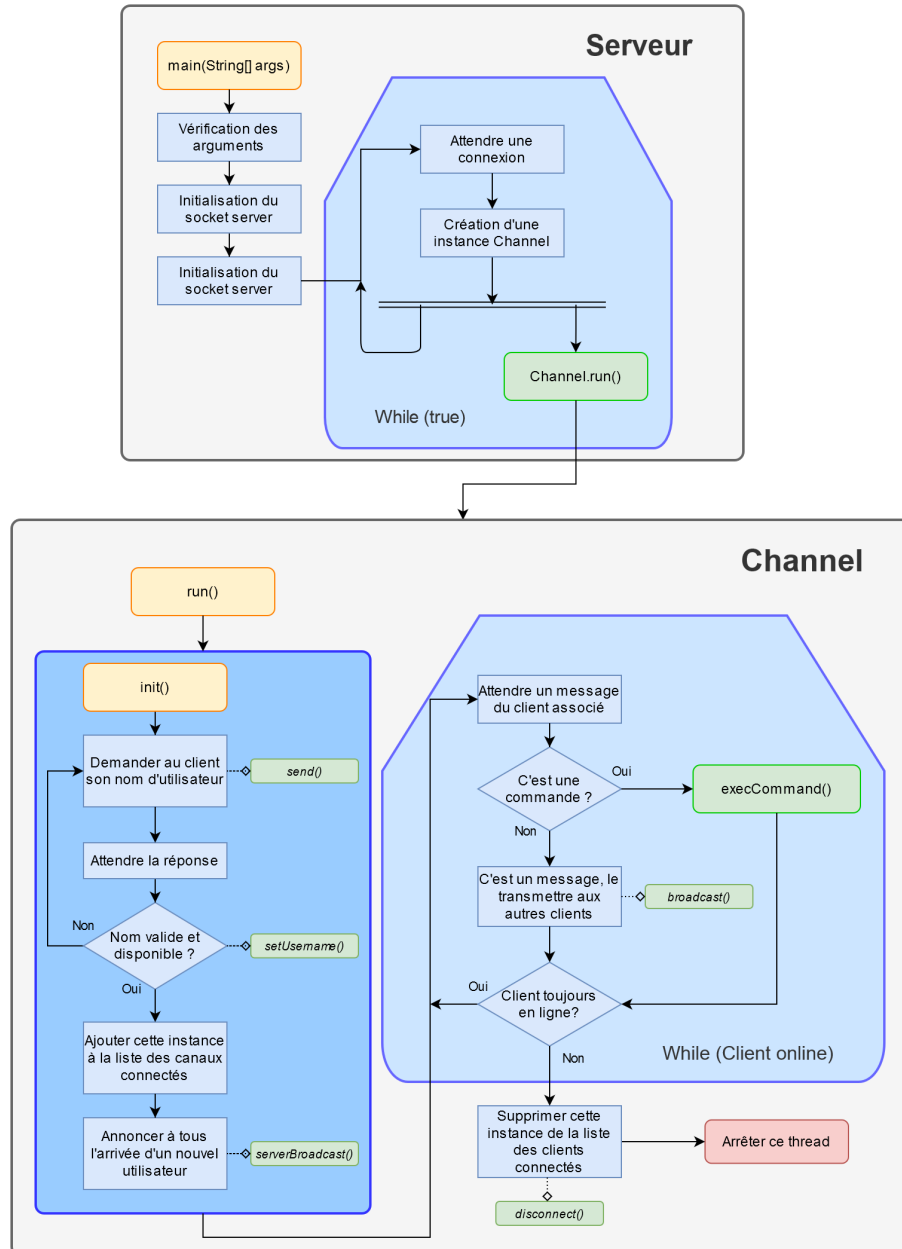 Serveur
main(String[] args)
Vérification des
arguments
Initialisation du
socket server
Initialisation du
socket server
Attendre une
connexion
Création d'une
instance Channel
Channel.run()
While (true)
Channel
run()
init()
Demander au client
son nom d'utilisateur
send()
Attendre la réponse
Non
Nom valide et
disponible ?
setUsername()
Oui
Ajouter cette instance
à la liste des canaux
connectés
Annoncer à tous
l'arrivée d'un nouvel
utilisateur
serverBroadcast()
Attendre un message
du client associé
C'est une
commande ?
Oui
execCommand()
Non
C'est un message, le
transmettre aux
autres clients
broadcast()
Oui
Client toujours
en ligne?
While (Client online)
Non
Supprimer cette
instance de la liste
des clients
connectés
Arrêter ce thread
disconnect()